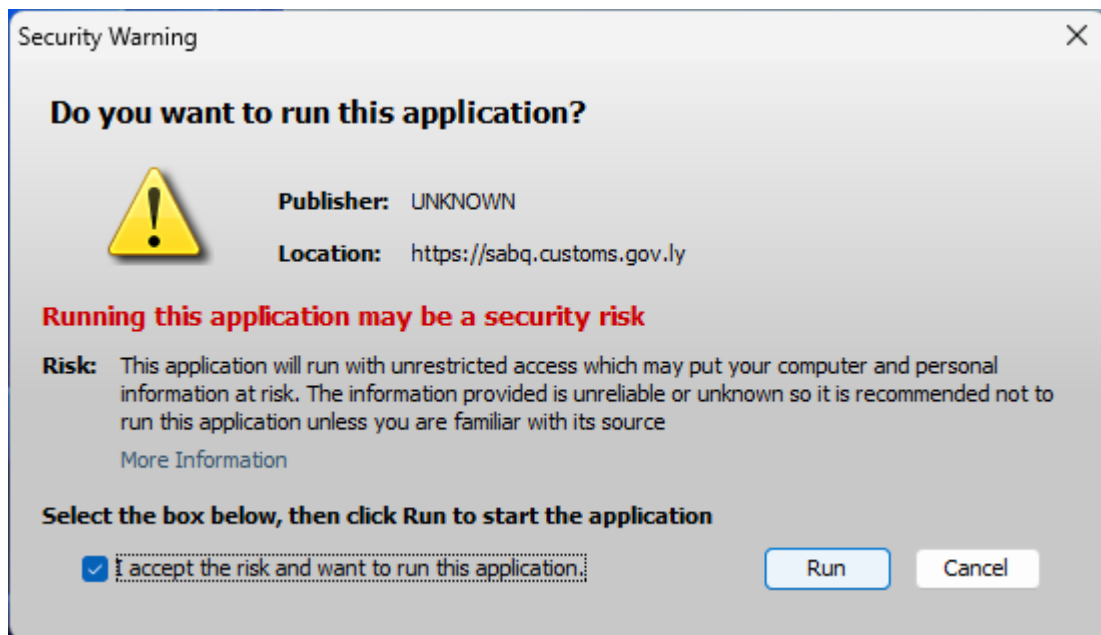 Security Warning
Do you want to run this application?
Publisher: UNKNOWN
Location: https://sabq.customs.gov.ly
Running this application may be a security risk
Risk: This application will run with unrestricted access which may put your computer and personal
information at risk. The information provided is unreliable or unknown so it is recommended not to
run this application unless you are familiar with its source
More Information
Select the box below, then click Run to start the application
I accept the risk and want to run this application.
Run Cancel